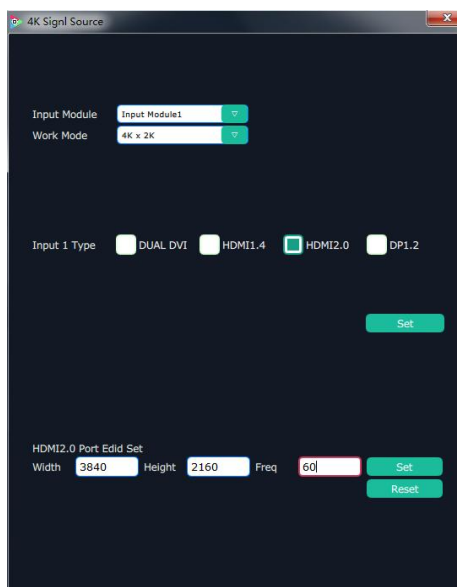 4K Signl Source
Input Module Input Module1
Work Mode 4K x 2K
Input 1 Type DUAL DVI HDMI1.4 HDMI2.0 DP1.2
Set
HDMI2.0 Port Edid Set
Width 3840 Height 2160 Freq 60 Set
Reset